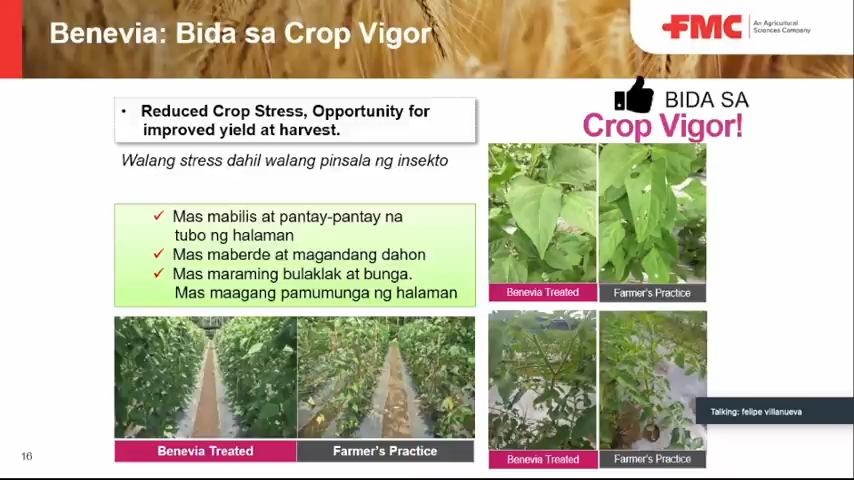 Benevia: Bida sa Crop Vigor
FMC
An Agricultural
Sciences Company
• Reduced Crop Stress, Opportunity for
improved yield at harvest.
Walang stress dahil walang pinsala ng insekto
BIDA SA
Crop Vigor!
✓ Mas mabilis at pantay-pantay na
tubo ng halaman
✓ Mas maberde at magandang dahon
✓ Mas maraming bulaklak at bunga.
Mas maagang pamumunga ng halaman
Benevia Treated
Farmer's Practice
Benevia Treated
Farmer's Practice
Benevia Treated
Farmer's Practice
Talking: felipe villanueva
16